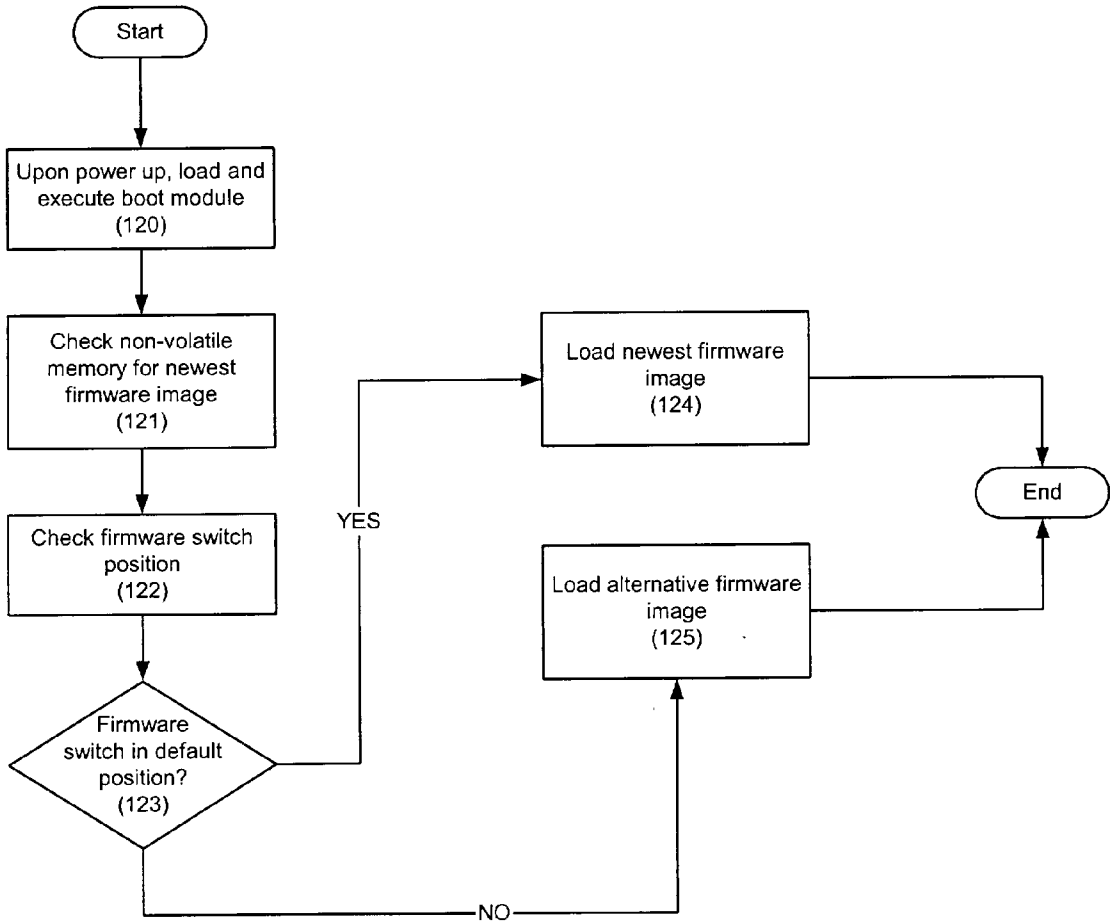 Start
Upon power up, load and
execute boot module
(120)
Check non-volatile
memory for newest
firmware image
(121)
Check firmware switch
position
(122)
Firmware
switch in default
position?
(123)
YES
NO
Load newest firmware
image
(124)
Load alternative firmware
image
(125)
End